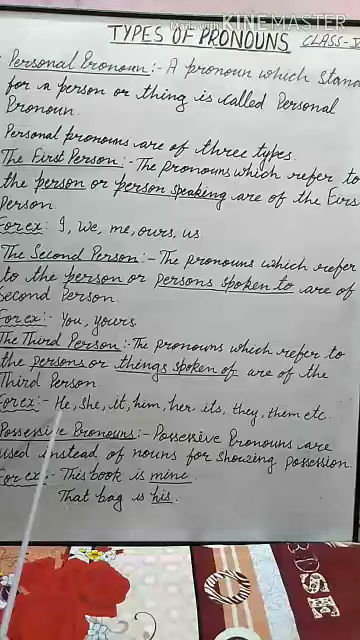 Made with KINEMASTER
TYPES OF PRONOUNS CLASS-V
Personal Pronoun:- A pronoun which stand
for a person or thing is called Personal
Pronoun.
Personal pronouns are of three types.
The First Person:- The pronouns which refer to
the person or person speaking are of the Firs
Person.
For ex: I, we, me, ours, us.
The Second Person:- The pronouns which refer
to the person or persons spoken to are of
Second Person.
For ex:- You, yours.
The Third Person:- The pronouns which refer to
the persons or things spoken of are of the
Third Person.
For ex:- He, she, it, him, her, its, they, them etc.
Possessive Pronouns:- Possessive Pronouns are
used instead of nouns for showing possession.
For ex:- This book is mine.
That bag is his.